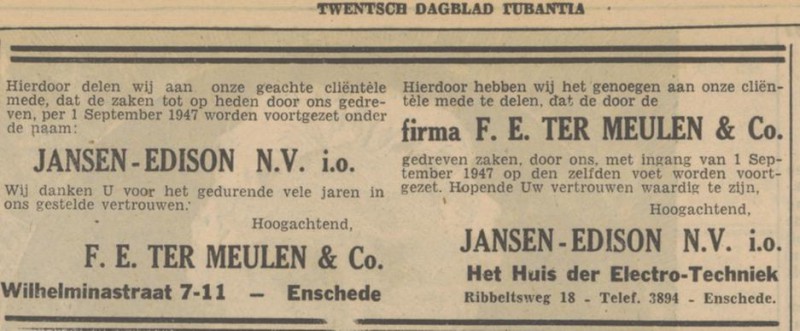 TWENTSCH DAGBLAD TUBANTIA
Hierdoor delen wij aan onze geachte cliëntèle
mede, dat de zaken tot op heden door ons gedre-
ven, per 1 September 1947 worden voortgezet onder
de naam:
JANSEN-EDISON N.V. i.o.
Wij danken U voor het gedurende vele jaren in
ons gestelde vertrouwen.
Hoogachtend,
F. E. TER MEULEN & Co.
Wilhelminastraat 7-11 — Enschede
Hierdoor hebben wij het genoegen aan onze cliën-
tèle mede te delen, dat de door de
firma F. E. TER MEULEN & Co.
gedreven zaken, door ons, met ingang van 1 Sep-
tember 1947 op den zelfden voet worden voort-
gezet. Hopende Uw vertrouwen waardig te zijn,
Hoogachtend,
JANSEN-EDISON N.V. i.o.
Het Huis der Electro-Techniek
Ribbeltsweg 18 - Telef. 3894 - Enschede.